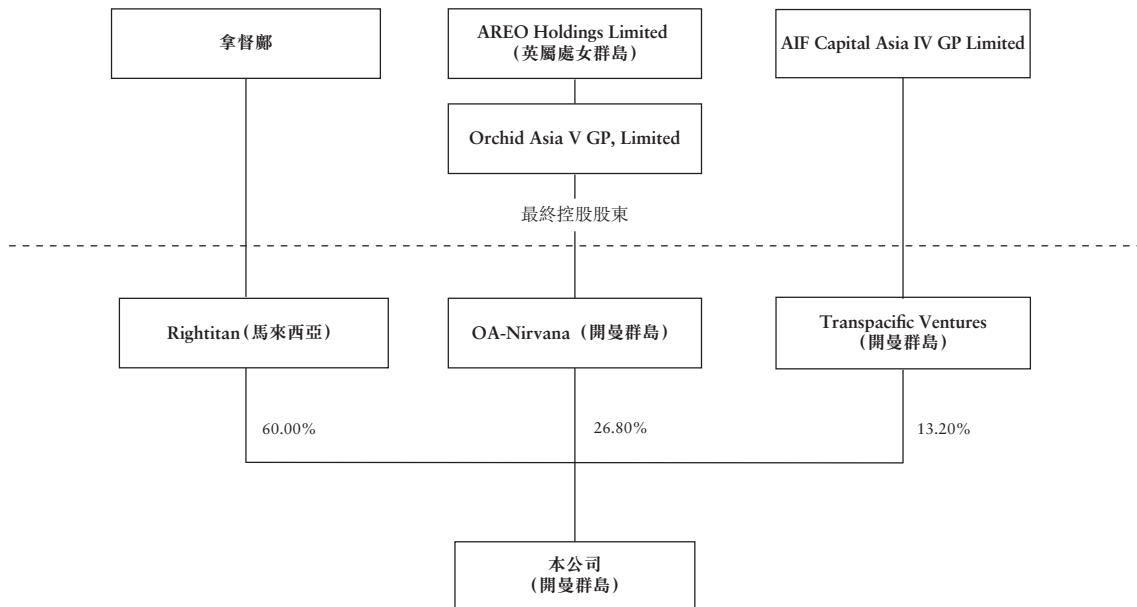 拿督鄺
AREO Holdings Limited
(英屬處女群島)
AIF Capital Asia IV GP Limited
Orchid Asia V GP, Limited
最終控股股東
Rightitan(馬來西亞)
OA-Nirvana (開曼群島)
Transpacific Ventures
(開曼群島)
60.00%
26.80%
13.20%
本公司
(開曼群島)